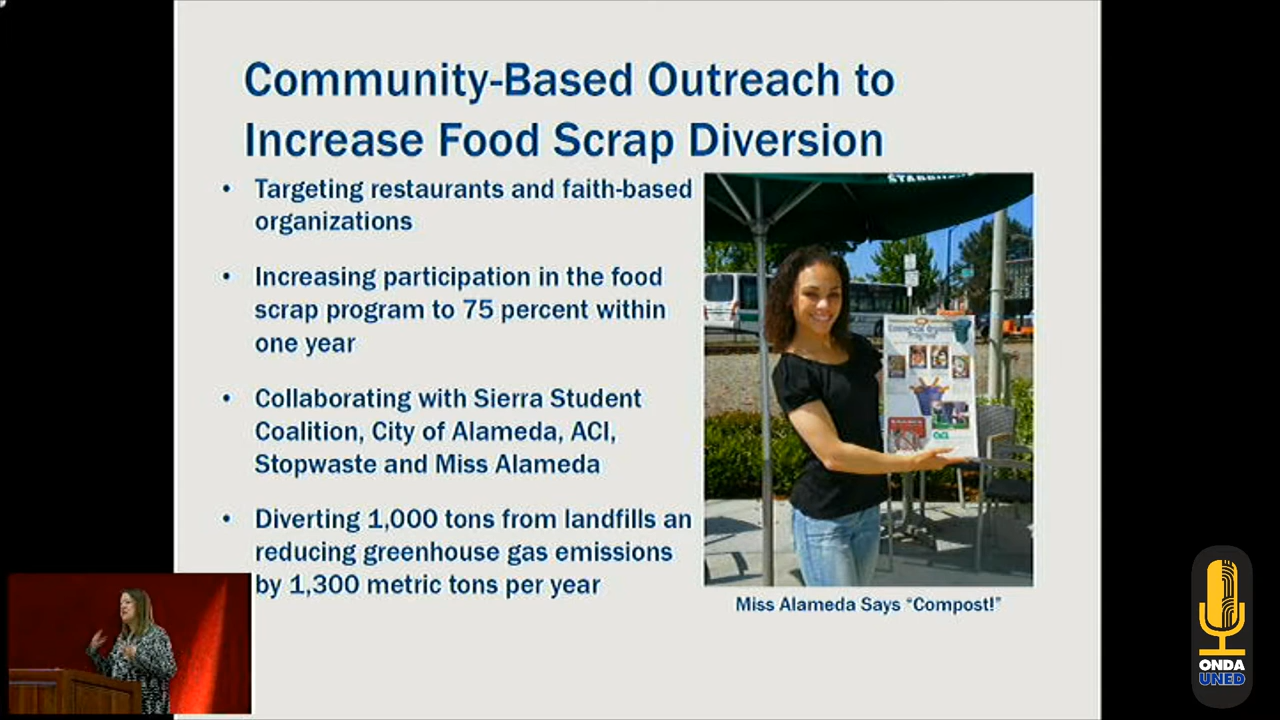 Community-Based Outreach to
Increase Food Scrap Diversion
• Targeting restaurants and faith-based
organizations
• Increasing participation in the food
scrap program to 75 percent within
one year
• Collaborating with Sierra Student
Coalition, City of Alameda, ACI,
Stopwaste and Miss Alameda
• Diverting 1,000 tons from landfills an
reducing greenhouse gas emissions
by 1,300 metric tons per year
Miss Alameda Says “Compost!”
ONDA
UNED